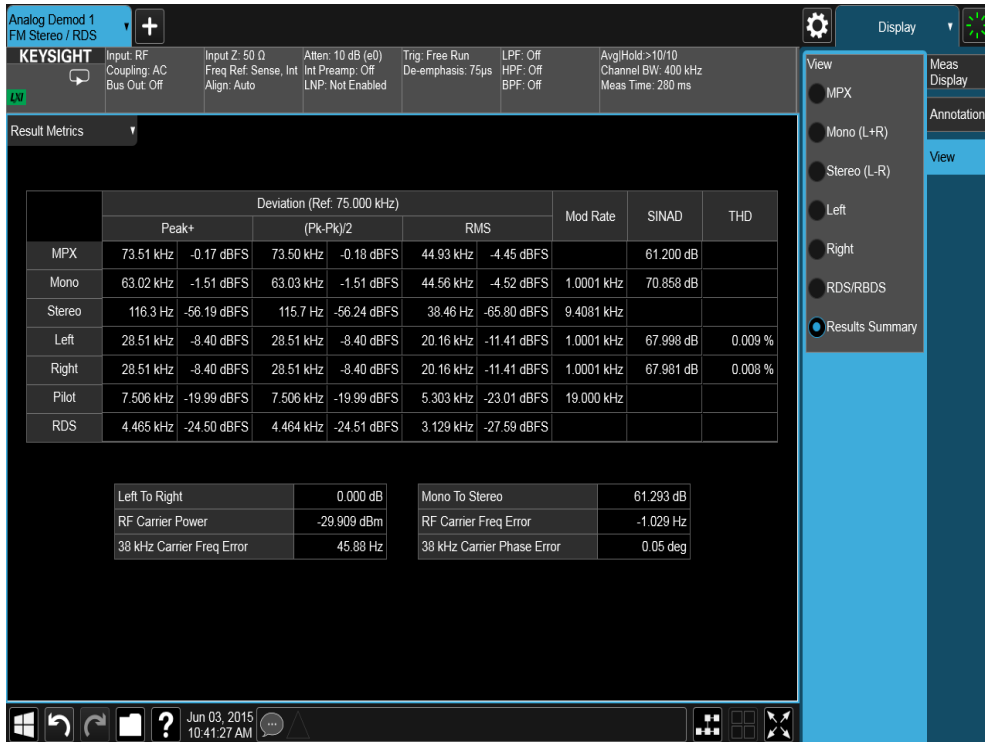 Analog Demod 1
FM Stereo / RDS
Display
KEYSIGHT
LXI
Input: RF
Coupling: AC
Bus Out: Off
Input Z: 50 Ω
Freq Ref: Sense, Int
Align: Auto
Atten: 10 dB (e0)
Int Preamp: Off
LNP: Not Enabled
Trig: Free Run
De-emphasis: 75µs
LPF: Off
HPF: Off
BPF: Off
Avg|Hold:>10/10
Channel BW: 400 kHz
Meas Time: 280 ms
View
MPX
Mono (L+R)
Stereo (L-R)
Left
Right
RDS/RBDS
Results Summary
Meas
Display
Annotation
View
Result Metrics
Deviation (Ref: 75.000 kHz) Mod Rate SINAD THD
Peak+ (Pk-Pk)/2 RMS
MPX 73.51 kHz -0.17 dBFS 73.50 kHz -0.18 dBFS 44.93 kHz -4.45 dBFS 61.200 dB
Mono 63.02 kHz -1.51 dBFS 63.03 kHz -1.51 dBFS 44.56 kHz -4.52 dBFS 1.0001 kHz 70.858 dB
Stereo 116.3 Hz -56.19 dBFS 115.7 Hz -56.24 dBFS 38.46 Hz -65.80 dBFS 9.4081 kHz
Left 28.51 kHz -8.40 dBFS 28.51 kHz -8.40 dBFS 20.16 kHz -11.41 dBFS 1.0001 kHz 67.998 dB 0.009 %
Right 28.51 kHz -8.40 dBFS 28.51 kHz -8.40 dBFS 20.16 kHz -11.41 dBFS 1.0001 kHz 67.981 dB 0.008 %
Pilot 7.506 kHz -19.99 dBFS 7.506 kHz -19.99 dBFS 5.303 kHz -23.01 dBFS 19.000 kHz
RDS 4.465 kHz -24.50 dBFS 4.464 kHz -24.51 dBFS 3.129 kHz -27.59 dBFS
Left To Right 0.000 dB Mono To Stereo 61.293 dB
RF Carrier Power -29.909 dBm RF Carrier Freq Error -1.029 Hz
38 kHz Carrier Freq Error 45.88 Hz 38 kHz Carrier Phase Error 0.05 deg
?
Jun 03, 2015
10:41:27 AM